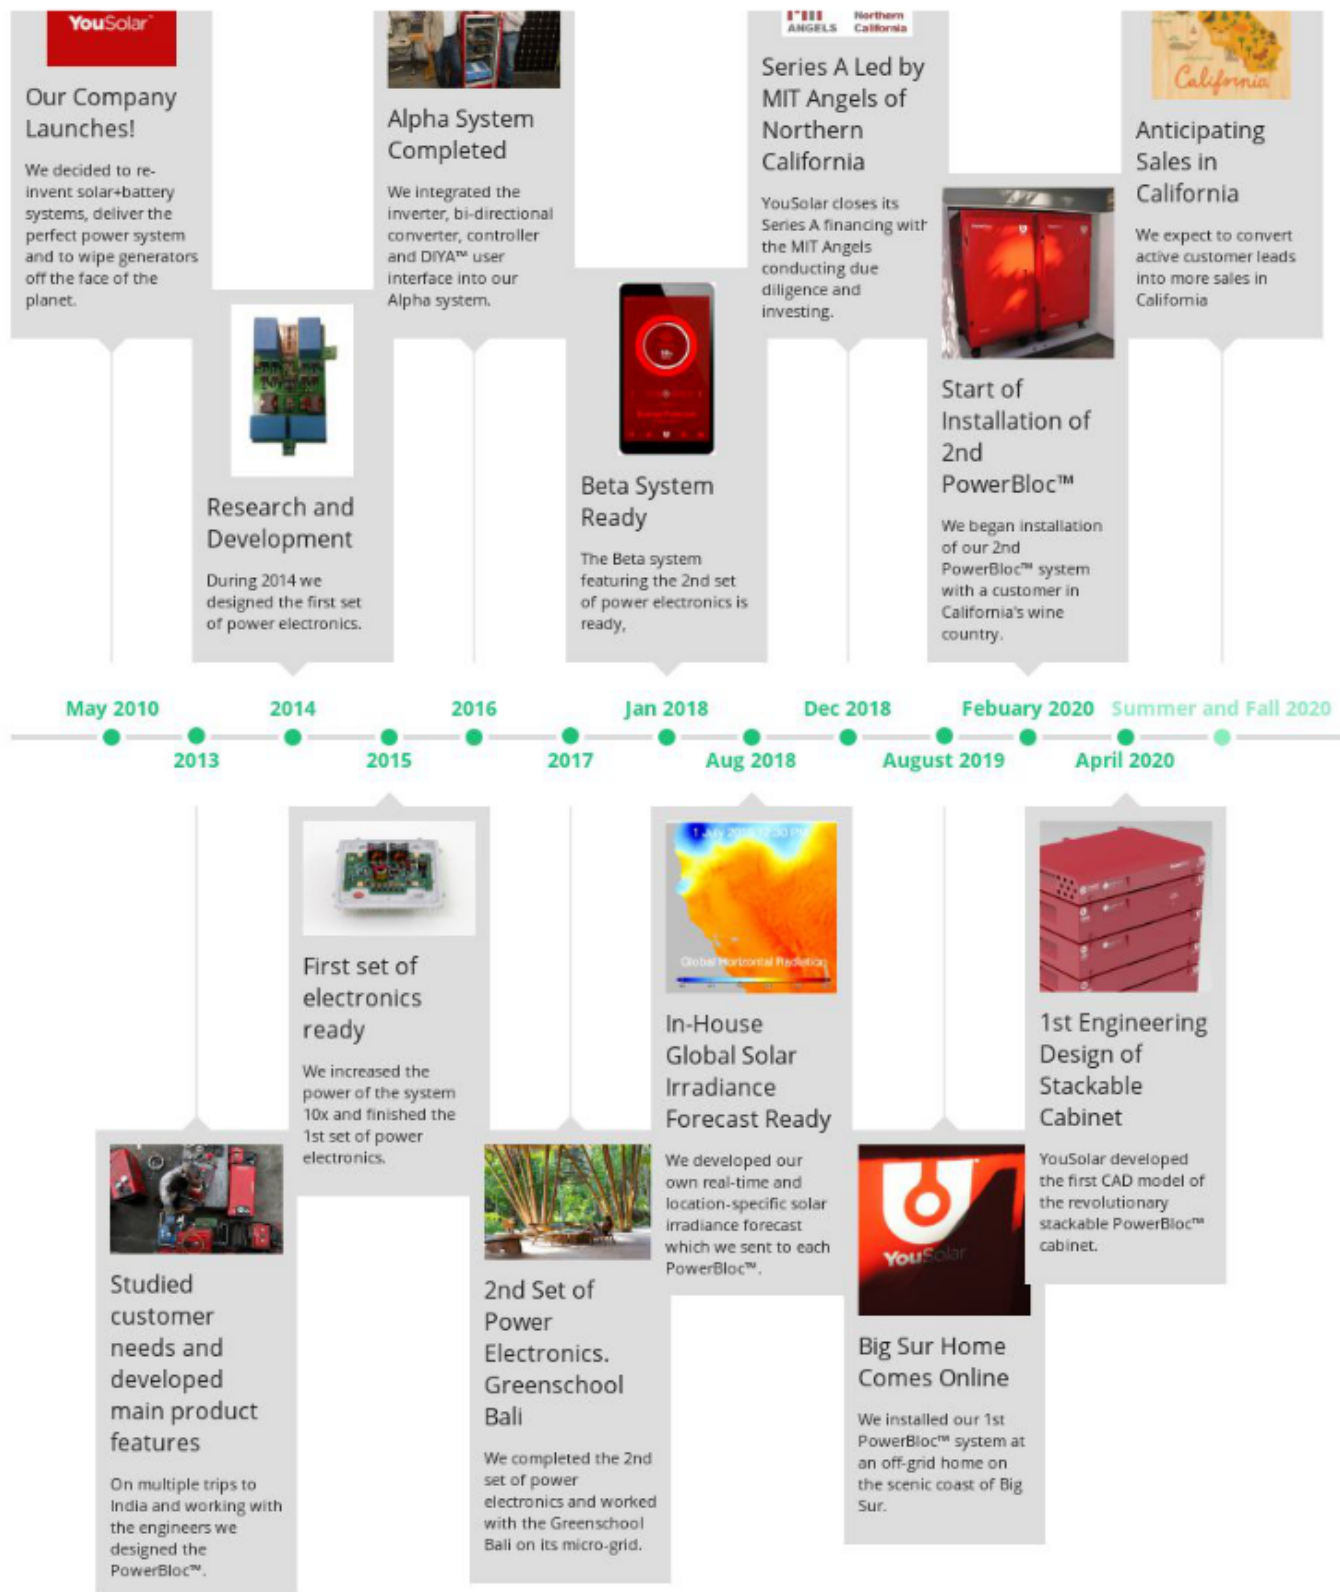 YouSolar
Our Company
Launches!
We decided to re-
invent solar+battery
systems, deliver the
perfect power system
and to wipe generators
off the face of the
planet.
Research and
Development
During 2014 we
designed the first set
of power electronics.
Alpha System
Completed
We integrated the
inverter, bi-directional
converter, controller
and DIYA™ user
interface into our
Alpha system.
Beta System
Ready
The Beta system
featuring the 2nd set
of power electronics is
ready,
ANGELS
Northern
California
Series A Led by
MIT Angels of
Northern
California
YouSolar closes its
Series A financing with
the MIT Angels
conducting due
diligence and
investing.
Start of
Installation of
2nd
PowerBloc™
We began installation
of our 2nd
PowerBloc™ system
with a customer in
California's wine
country.
California
Anticipating
Sales in
California
We expect to convert
active customer leads
into more sales in
California
May 2010
2014
2016
Jan 2018
Dec 2018
Febuary 2020
Summer and Fall 2020
2013
2015
2017
Aug 2018
August 2019
April 2020
Studied
customer
needs and
developed
main product
features
On multiple trips to
India and working with
the engineers we
designed the
PowerBloc™.
First set of
electronics
ready
We increased the
power of the system
10x and finished the
1st set of power
electronics.
2nd Set of
Power
Electronics.
Greenschool
Bali
We completed the 2nd
set of power
electronics and worked
with the Greenschool
Bali on its micro-grid.
1 July
PM
Global Horizontal Radiation
In-House
Global Solar
Irradiance
Forecast Ready
We developed our
own real-time and
location-specific solar
irradiance forecast
which we sent to each
PowerBloc™.
YouSolar
Big Sur Home
Comes Online
We installed our 1st
PowerBloc™ system at
an off-grid home on
the scenic coast of Big
Sur.
1st Engineering
Design of
Stackable
Cabinet
YouSolar developed
the first CAD model of
the revolutionary
stackable PowerBloc™
cabinet.